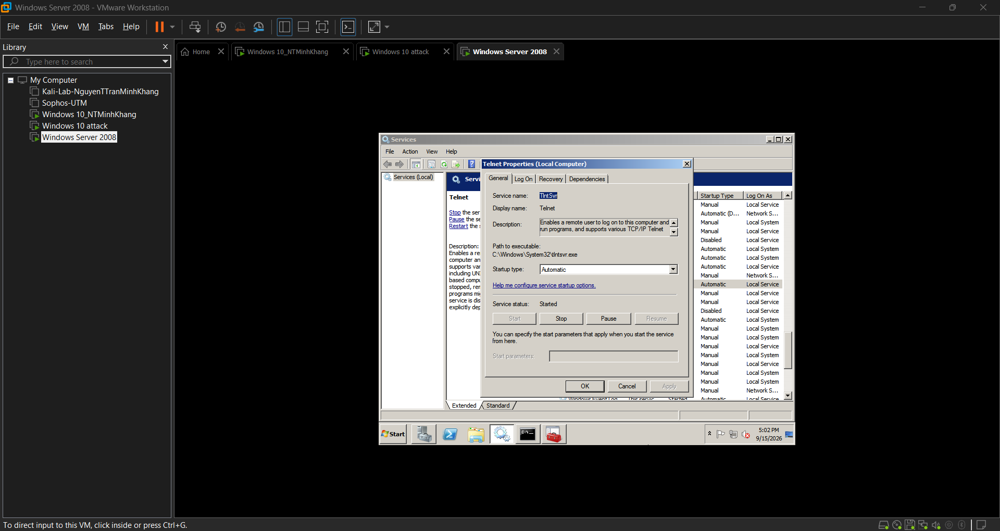 Windows Server 2008 - VMware Workstation
File Edit View VM Tabs Help
Library
Type here to search
My Computer
Kali-Lab-NguyenTTranMinhKhang
Sophos-UTM
Windows 10_NTMinhKhang
Windows 10 attack
Windows Server 2008
Home
Windows 10_NTMinhKhang
Windows 10 attack
Windows Server 2008
Services
File Action View Help
Services (Local)
Servi
Telnet
Stop the ser
Pause the se
Restart the
Description:
Enables a re
computer an
supports var
including UNI
based compu
stopped, rem
programs mi
service is dis
explicitly dep
Telnet Properties (Local Computer)
General Log On Recovery Dependencies
Service name: TlntSvr
Display name: Telnet
Description: Enables a remote user to log on to this computer and
run programs, and supports various TCP/IP Telnet
Path to executable:
C:\Windows\System32\tlntsvr.exe
Startup type: Automatic
Help me configure service startup options.
Service status: Started
Start Stop Pause Resume
You can specify the start parameters that apply when you start the service
from here.
Start parameters:
OK Cancel Apply
Startup Type Log On As
Manual Local Service
Automatic (D... Network S...
Manual Local System
Manual Local Service
Disabled Local Service
Automatic Local System
Automatic Local System
Automatic Local Service
Manual Network S...
Automatic Local Service
Manual Local Service
Manual Local Service
Disabled Local Service
Automatic Local System
Manual Local System
Manual Local System
Manual Local Service
Manual Local System
Manual Local Service
Manual Local System
Manual Local System
Manual Network S...
Windows Event Log This servic Started Automatic Local Service
Extended Standard
Start
C:\
5:02 PM
9/15/2026
To direct input to this VM, click inside or press Ctrl+G.